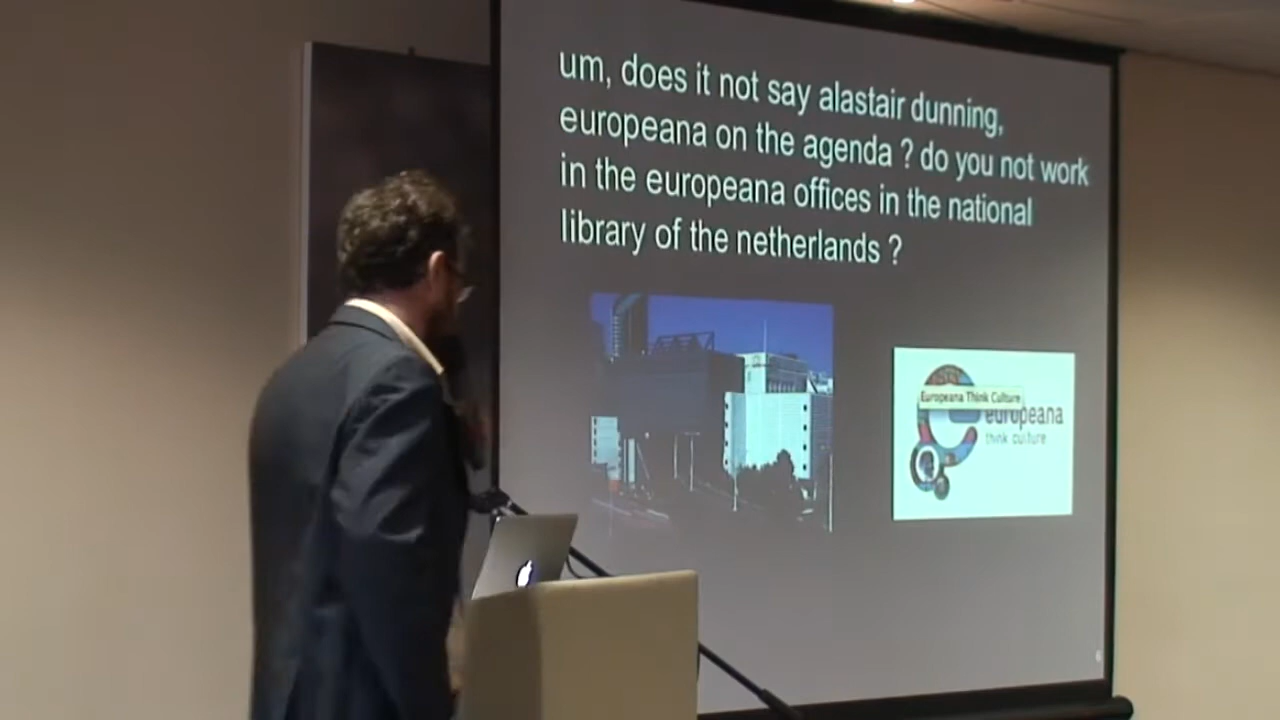 um, does it not say alastair dunning,
europeana on the agenda ? do you not work
in the europeana offices in the national
library of the netherlands ?
Europeana Think Culture
europeana
think culture